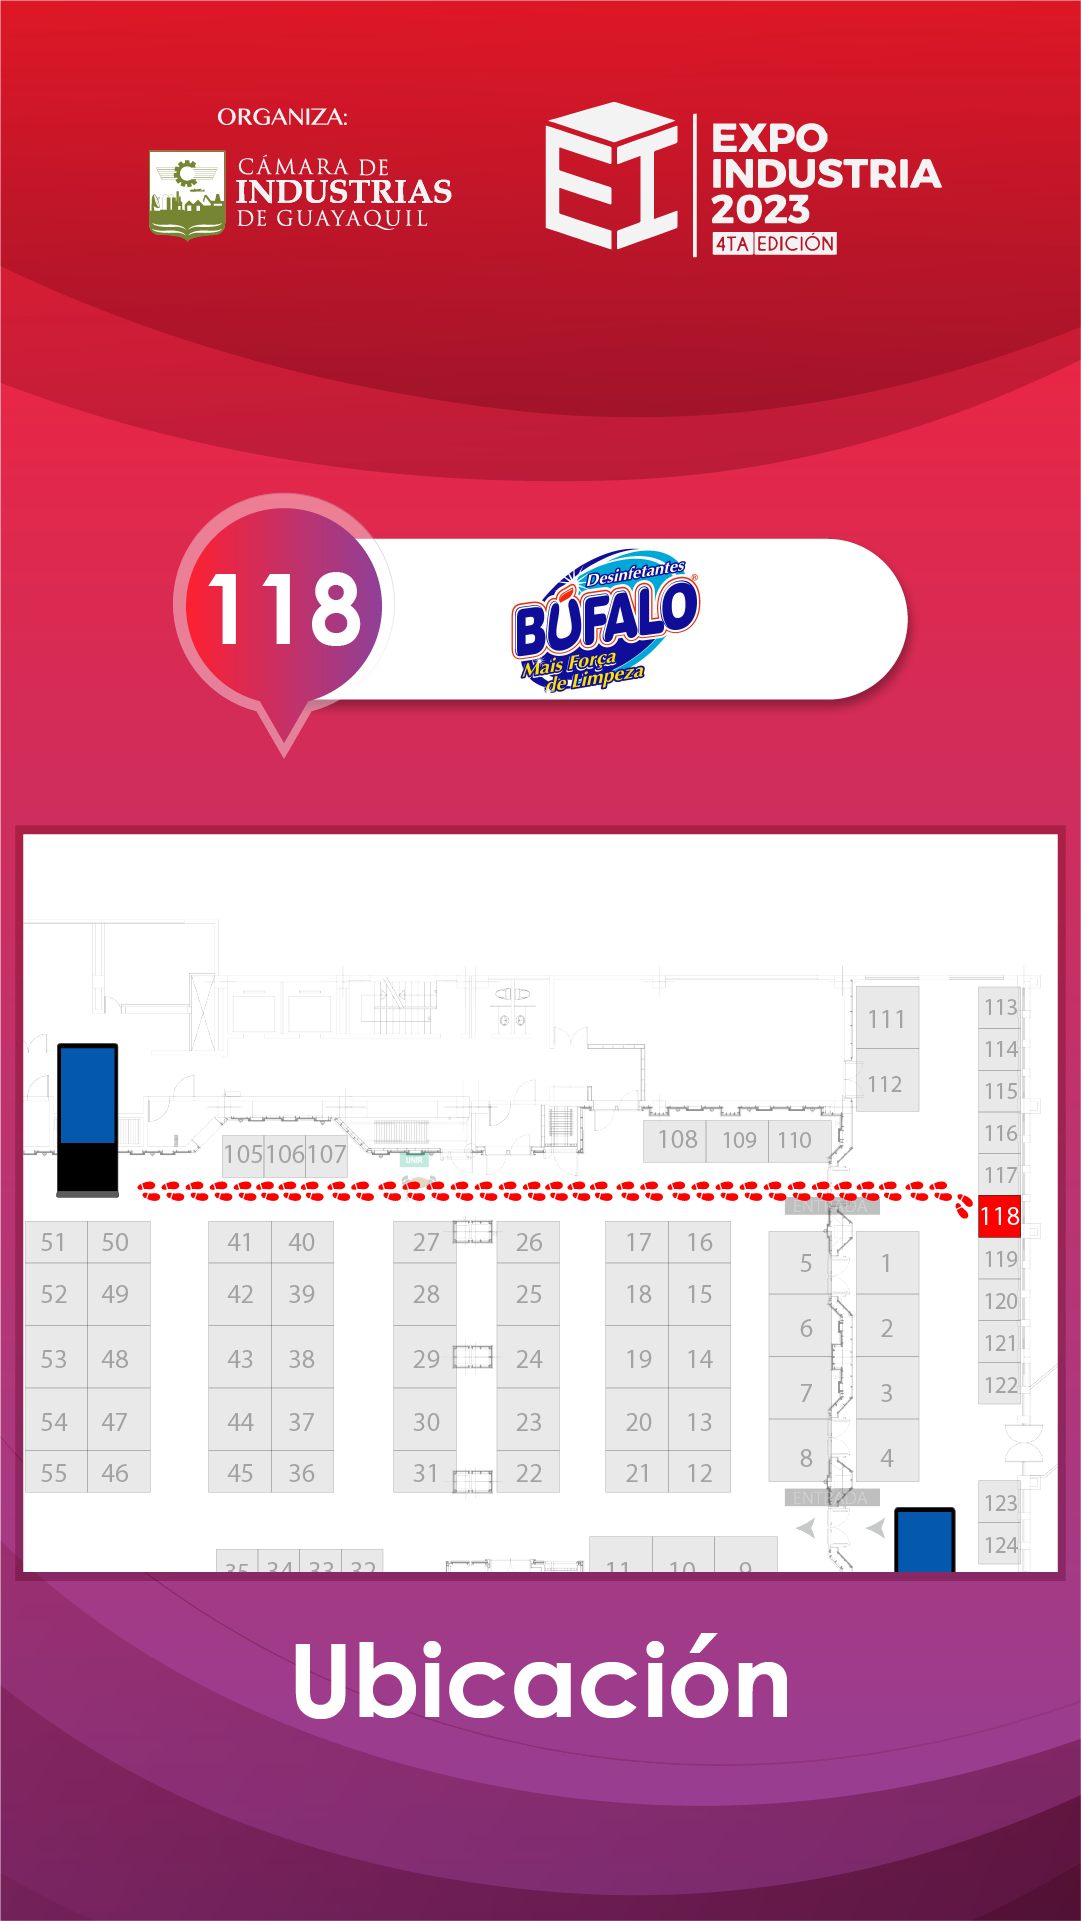 ORGANIZA:
CÁMARA DE
INDUSTRIAS
DE GUAYAQUIL
EXPO
INDUSTRIA
2023
4TA EDICIÓN
118
Desinfetantes
BÚFALO®
Mais Força
de Limpeza
111
112
113
114
115
116
117
118
119
120
121
122
123
124
105 106 107
UNIR
108 109 110
ENTRADA
51 50 41 40 27 26 17 16 5 1
52 49 42 39 28 25 18 15 6 2
53 48 43 38 29 24 19 14 7 3
54 47 44 37 30 23 20 13 8 4
55 46 45 36 31 22 21 12
ENTRADA
35 34 33 32 11 10 9
Ubicación